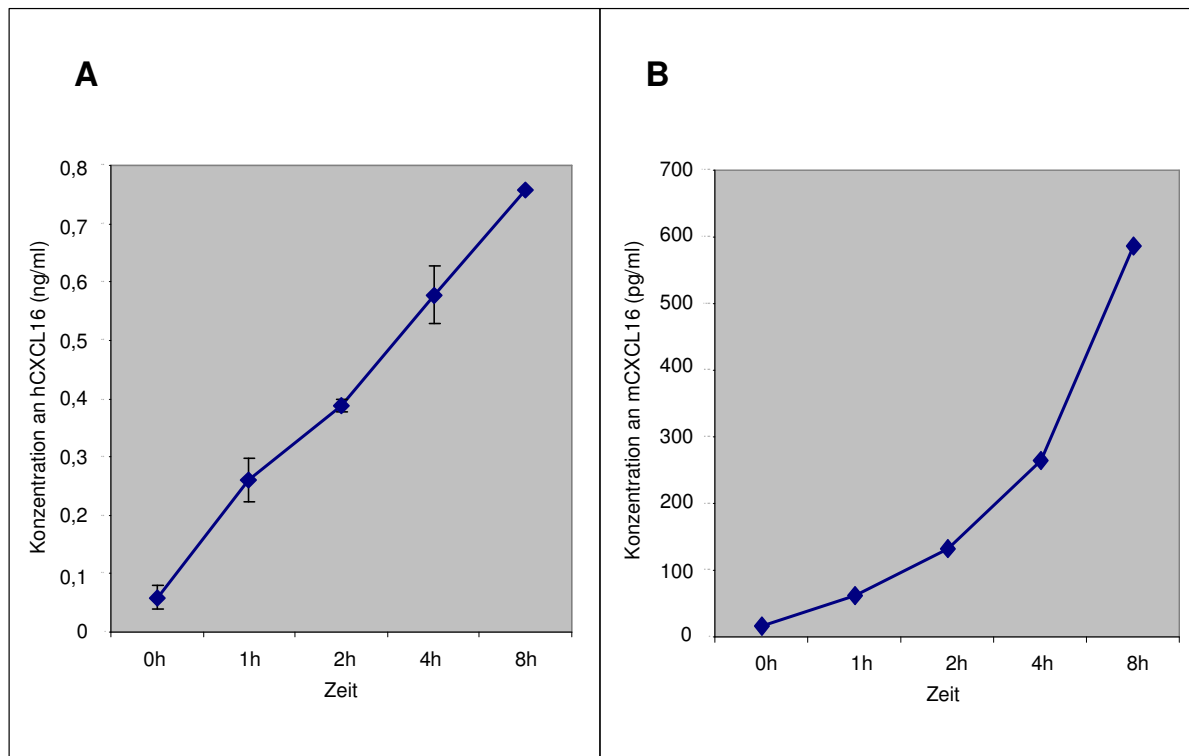 A
Konzentration an hCXCL16 (ng/ml)
0,8
0,7
0,6
0,5
0,4
0,3
0,2
0,1
0
0h 1h 2h 4h 8h
Zeit
B
Konzentration an mCXCL16 (pg/ml)
700
600
500
400
300
200
100
0
0h 1h 2h 4h 8h
Zeit